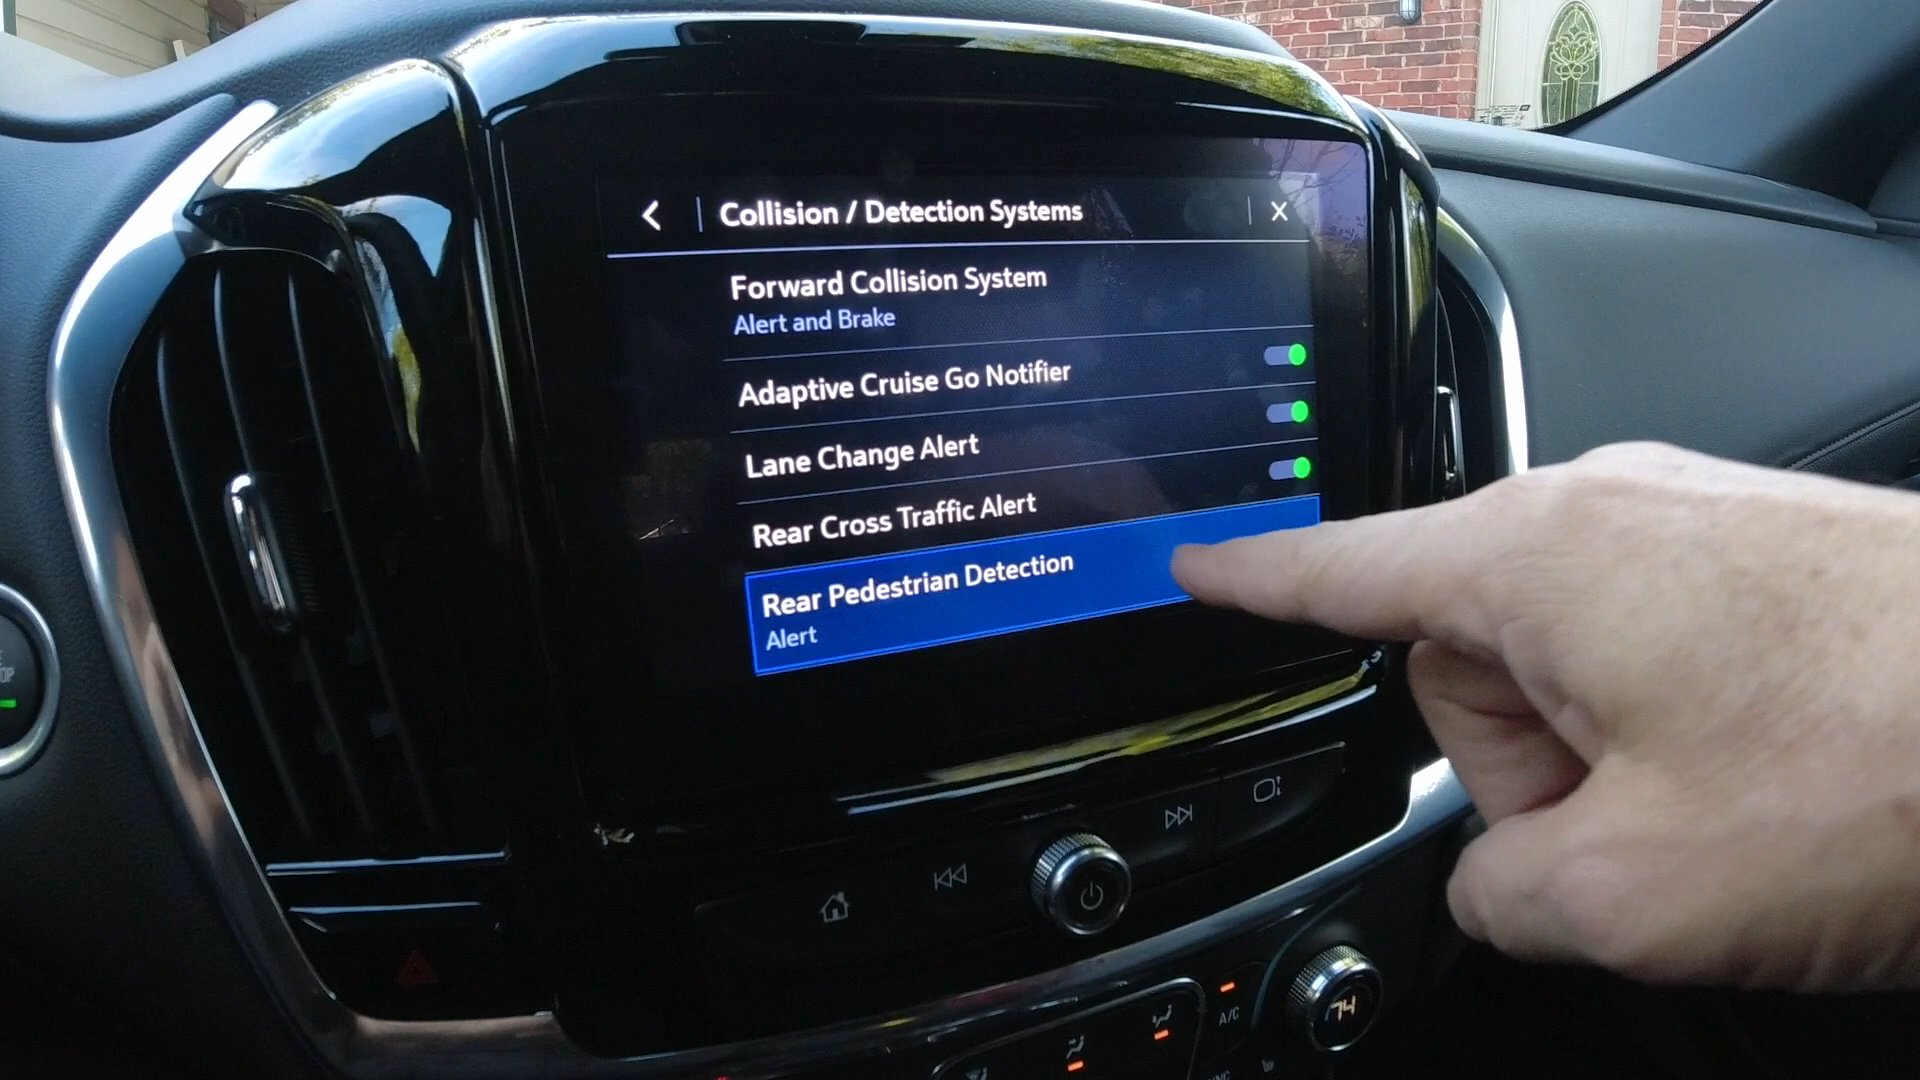 Collision / Detection Systems
Forward Collision System
Alert and Brake
Adaptive Cruise Go Notifier
Lane Change Alert
Rear Cross Traffic Alert
Rear Pedestrian Detection
Alert
74
A/C